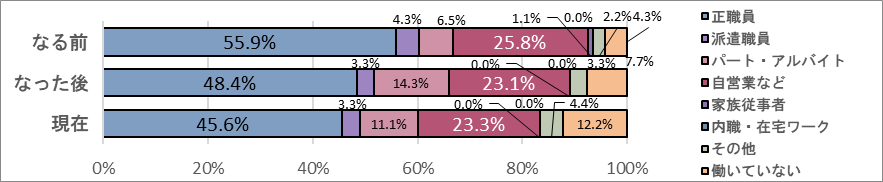 1.1% 0.0% 2.2% 4.3%
4.3% 6.5%
なる前 55.9% 25.8%
3.3% 0.0% 0.0% 3.3% 7.7%
なった後 48.4% 14.3% 23.1%
3.3% 0.0% 0.0% 4.4%
現在 45.6% 11.1% 23.3% 12.2%
0% 20% 40% 60% 80% 100%
正職員
派遣職員
パート・アルバイト
自営業など
家族従事者
内職・在宅ワーク
その他
働いていない